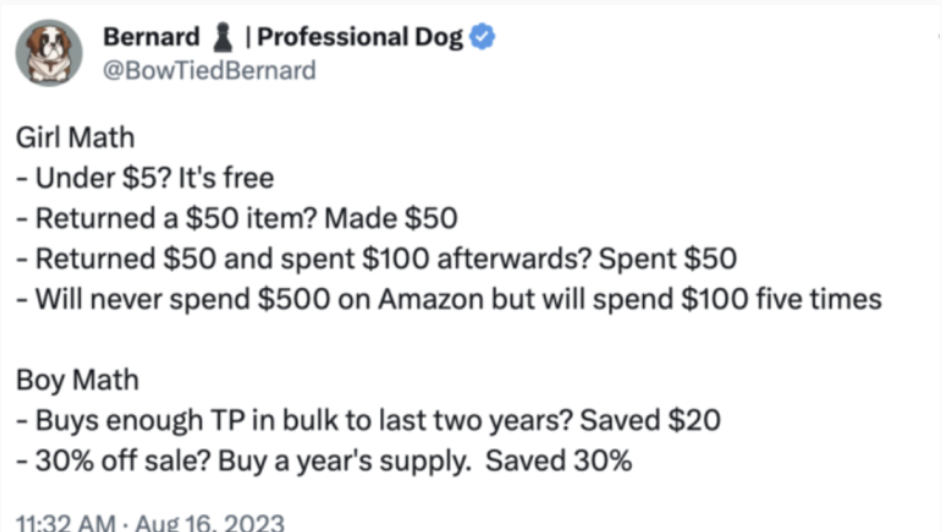 Bernard ♟ | Professional Dog
@BowTiedBernard
Girl Math
- Under $5? It's free
- Returned a $50 item? Made $50
- Returned $50 and spent $100 afterwards? Spent $50
- Will never spend $500 on Amazon but will spend $100 five times
Boy Math
- Buys enough TP in bulk to last two years? Saved $20
- 30% off sale? Buy a year's supply.  Saved 30%
11:32 AM · Aug 16, 2023